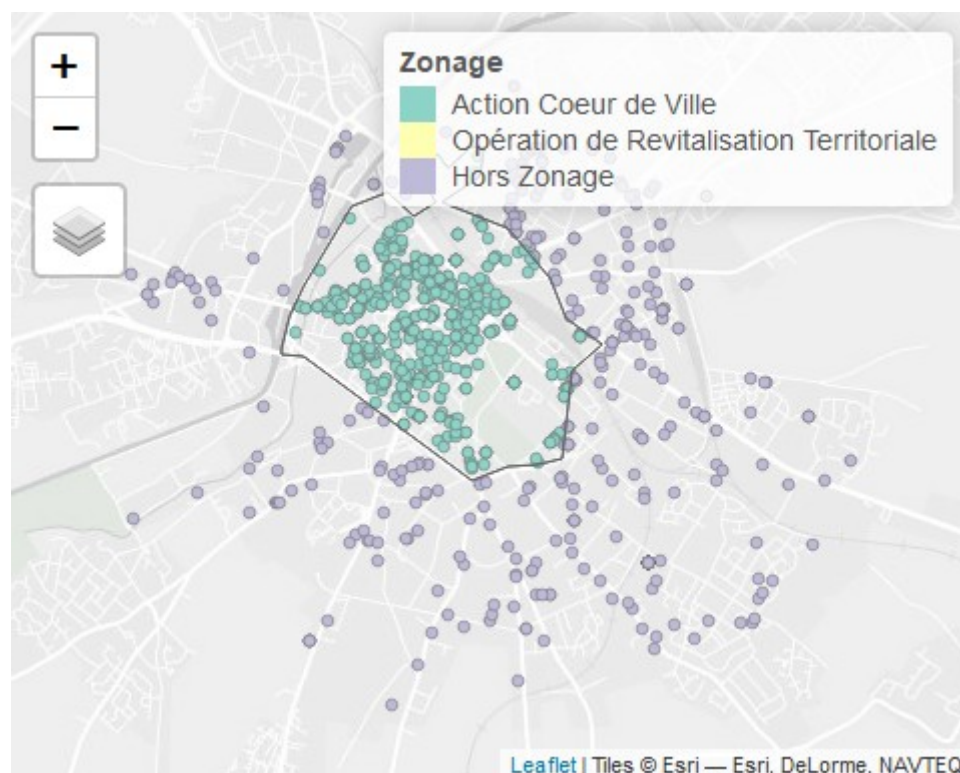 +
−
Zonage
Action Coeur de Ville
Opération de Revitalisation Territoriale
Hors Zonage
Leaflet | Tiles © Esri — Esri, DeLorme, NAVTEQ